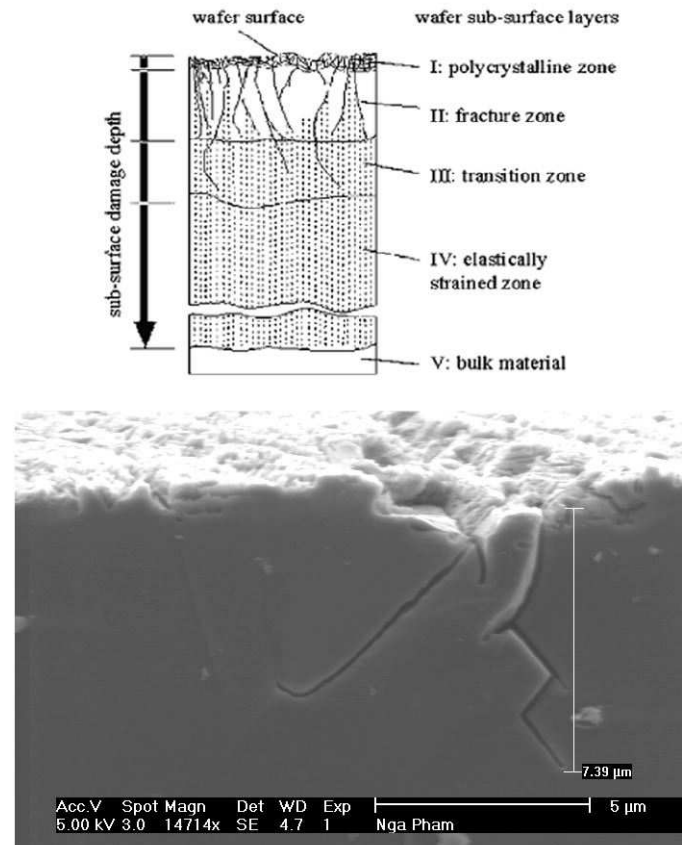 wafer surface
wafer sub-surface layers
I: polycrystalline zone
II: fracture zone
III: transition zone
IV: elastically
strained zone
V: bulk material
sub-surface damage depth
7.39 µm
Acc.V Spot Magn Det WD Exp
5.00 kV 3.0 14714x SE 4.7 1
5 µm
Nga Pham